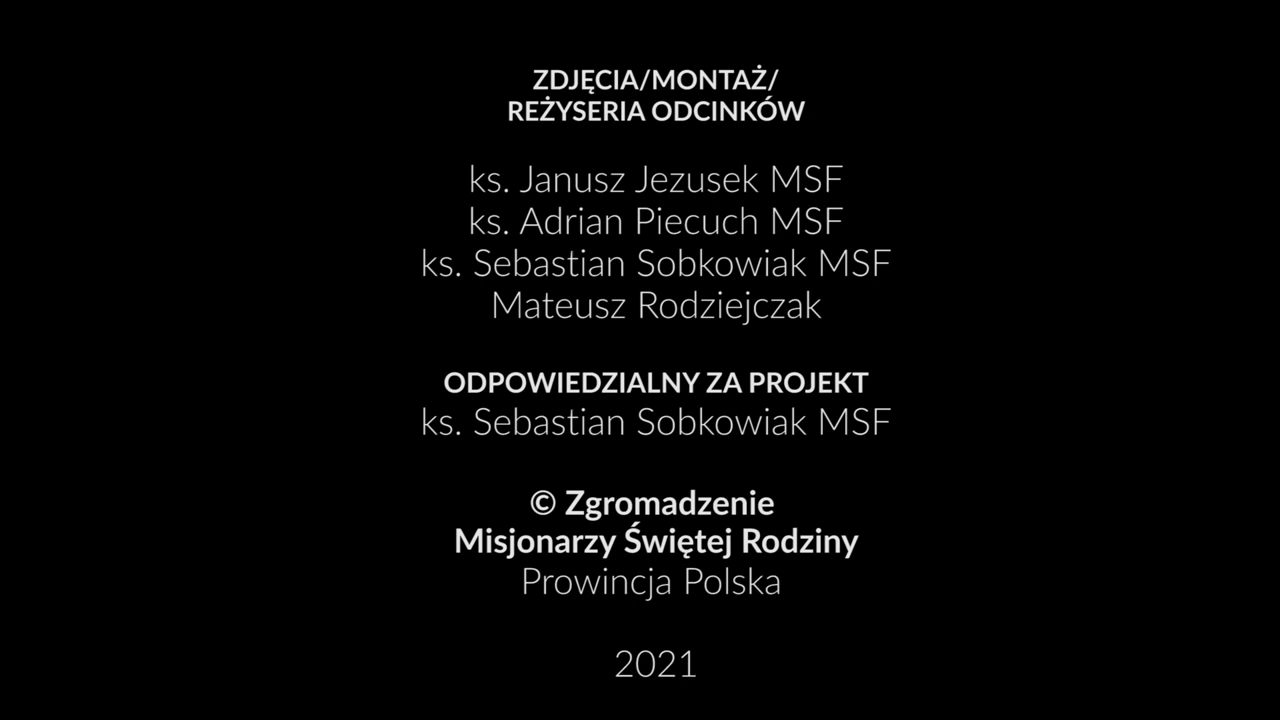 ZDJĘCIA/MONTAŻ/
REŻYSERIA ODCINKÓW
ks. Janusz Jezusek MSF
ks. Adrian Piecuch MSF
ks. Sebastian Sobkowiak MSF
Mateusz Rodziejczak
ODPOWIEDZIALNY ZA PROJEKT
ks. Sebastian Sobkowiak MSF
© Zgromadzenie
Misjonarzy Świętej Rodziny
Prowincja Polska
2021